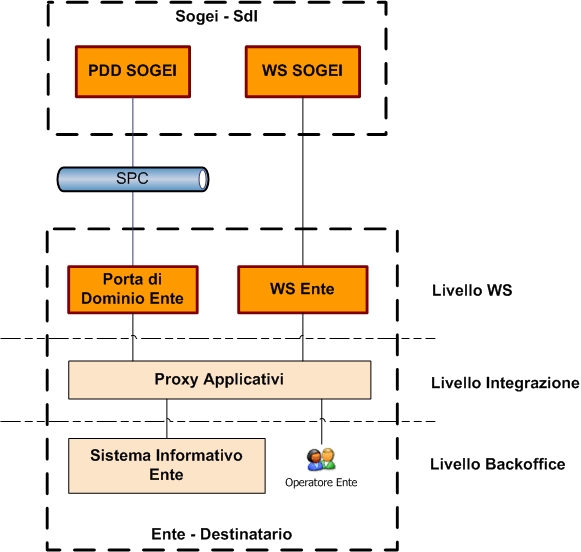 Sogei - SdI
PDD SOGEI
WS SOGEI
SPC
Porta di
Dominio Ente
WS Ente
Livello WS
Proxy Applicativi
Livello Integrazione
Sistema Informativo
Ente
Operatore Ente
Livello Backoffice
Ente - Destinatario